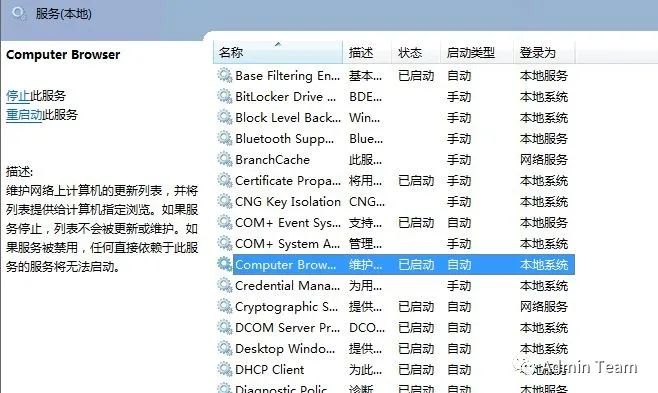 服务(本地)
Computer Browser
停止此服务
重启动此服务
描述:
维护网络上计算机的更新列表，并将
列表提供给计算机指定浏览。如果服
务停止，列表不会被更新或维护。如
果服务被禁用，任何直接依赖于此服
务的服务将无法启动。
名称 描述 状态 启动类型 登录为
Base Filtering En... 基本... 已启动 自动 本地服务
BitLocker Drive ... BDE... 手动 本地系统
Block Level Back... Win... 手动 本地系统
Bluetooth Supp... Blue... 手动 本地服务
BranchCache 此服... 手动 网络服务
Certificate Propa... 将用... 已启动 手动 本地系统
CNG Key Isolation CNG... 手动 本地系统
COM+ Event Sys... 支持... 已启动 自动 本地服务
COM+ System A... 管理... 手动 本地系统
Computer Brow... 维护... 已启动 自动 本地系统
Credential Mana... 为用... 手动 本地系统
Cryptographic S... 提供... 已启动 自动 网络服务
DCOM Server Pr... DCO... 已启动 自动 本地系统
Desktop Windo... 提供... 已启动 自动 本地系统
DHCP Client 为此... 已启动 自动 本地服务
Diagnostic Polic... 诊断... 已启动 自动 本地服务
Admin Team